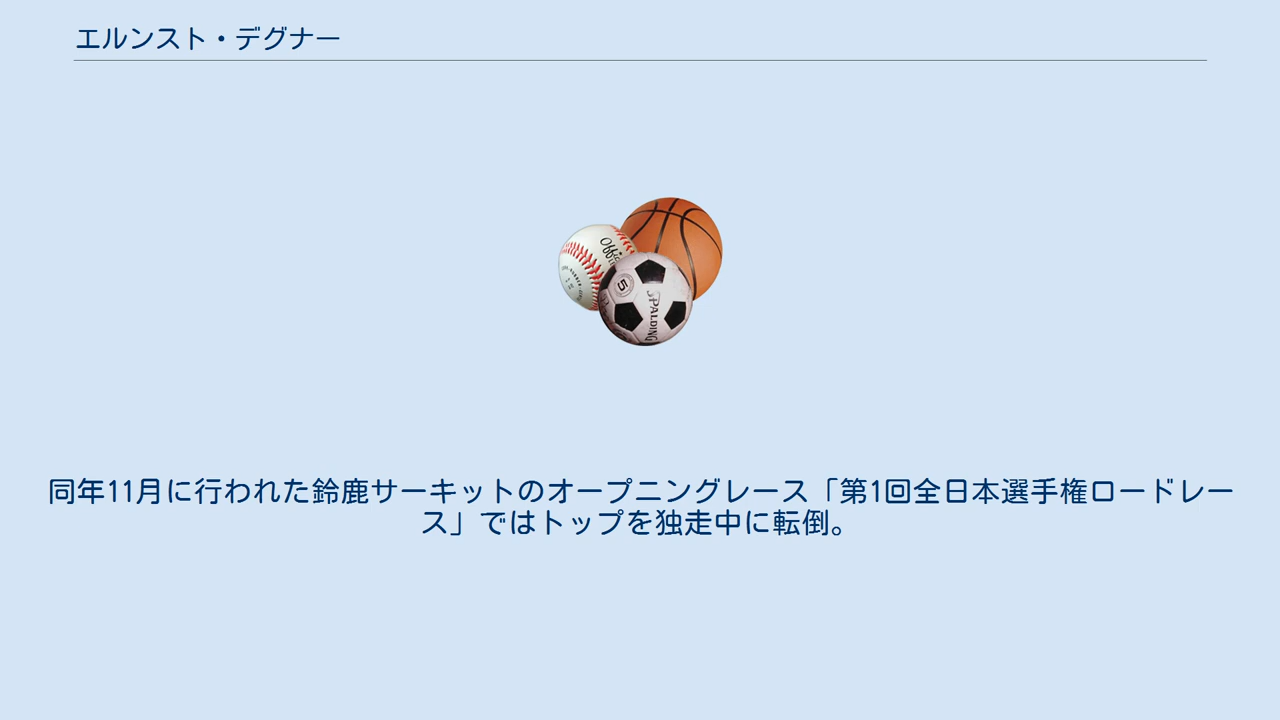 エルンスト・デグナー
Offici
5
SPALDING
同年11月に行われた鈴鹿サーキットのオープニングレース「第1回全日本選手権ロードレー
ス」ではトップを独走中に転倒。